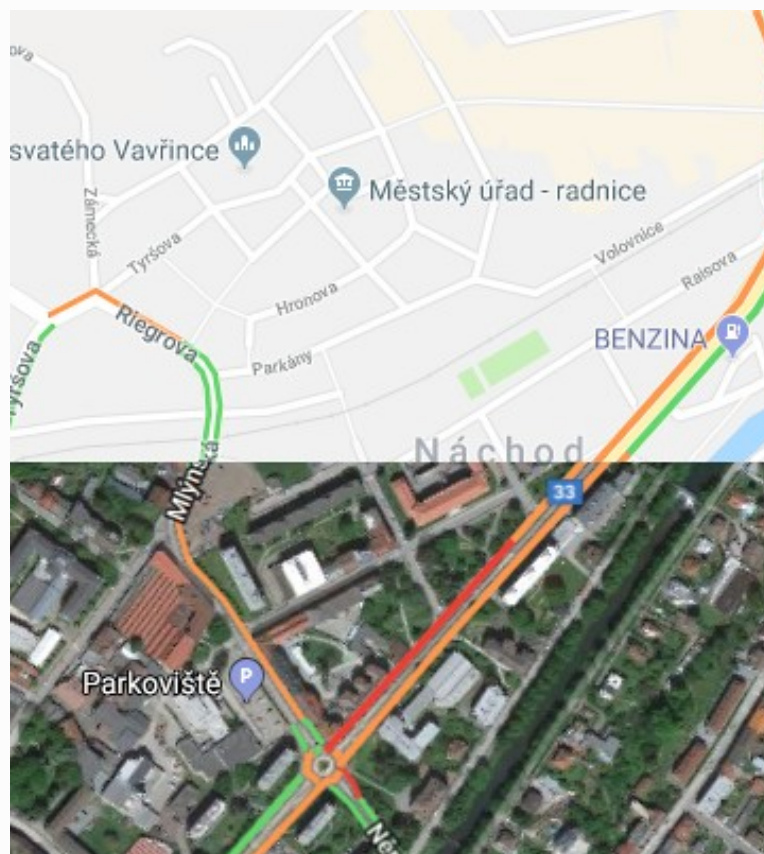 svatého Vavřince
Městský úřad - radnice
Zámecká
Tyršova
Volovnice
Raisova
Hronova
Riegrova
BENZINA
Parkány
Tyršova
Náchod
Mlýnská
33
Parkoviště
P